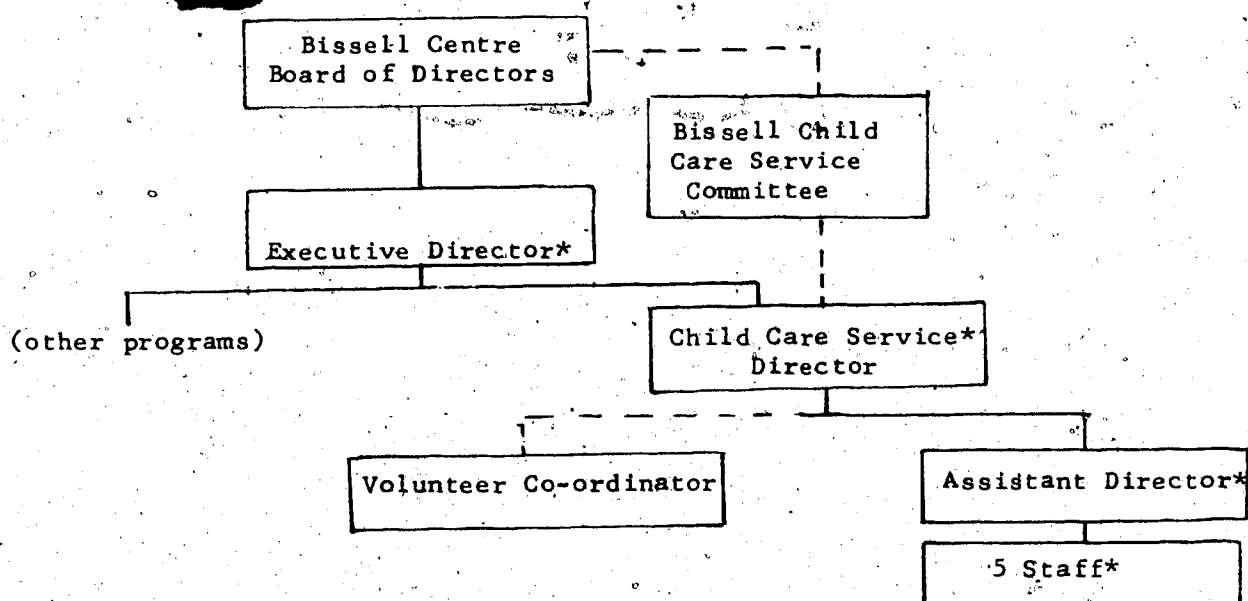 Bissell Centre
Board of Directors
Bissell Child
Care Service
Committee
Executive Director*
(other programs)
Child Care Service*
Director
Volunteer Co-ordinator
Assistant Director*
5 Staff*